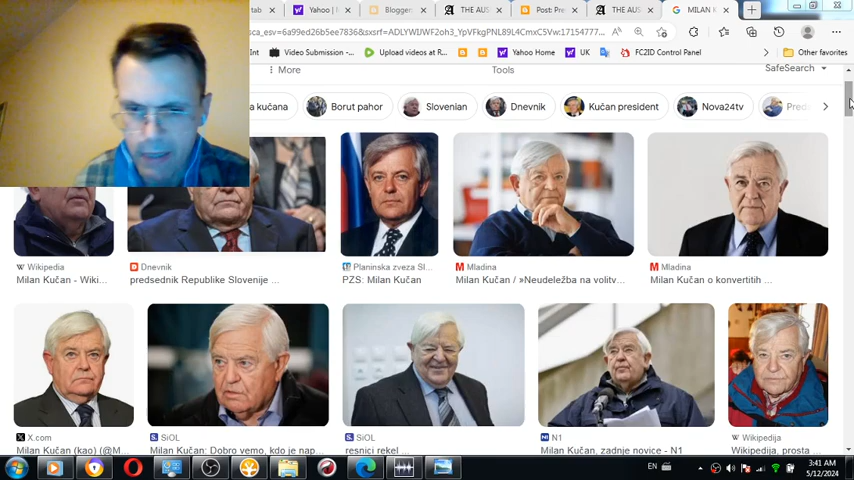 tab
Yahoo | M
Blogger:
THE AUS
Post: Pre
THE AUS
MILAN K
sca_esv=6a99ed26b5ee7836&sxsrf=ADLYWIJWF2oh3_YpVFkgPNL89L4CmxC5Vw:17154777...
Int
Video Submission -...
Upload videos at R...
Yahoo Home
UK
FC2ID Control Panel
Other favorites
More
Tools
SafeSearch
a kučana
Borut pahor
Slovenian
Dnevnik
Kučan president
Nova24tv
Pred
Wikipedia
Dnevnik
Planinska zveza Sl...
Mladina
Mladina
Milan Kučan - Wiki...
predsednik Republike Slovenije ...
PZS: Milan Kučan
Milan Kučan / »Neudeležba na volitv...
Milan Kučan o konvertitih ...
X.com
SiOL
SiOL
N1
Wikipedija
Milan Kučan (kao) (@M...
Milan Kučan: Dobro vemo, kdo je nap...
resnici rekel ...
Milan Kučan, zadnje novice - N1
Wikipedija, prosta ...
EN
3:41 AM
5/12/2024